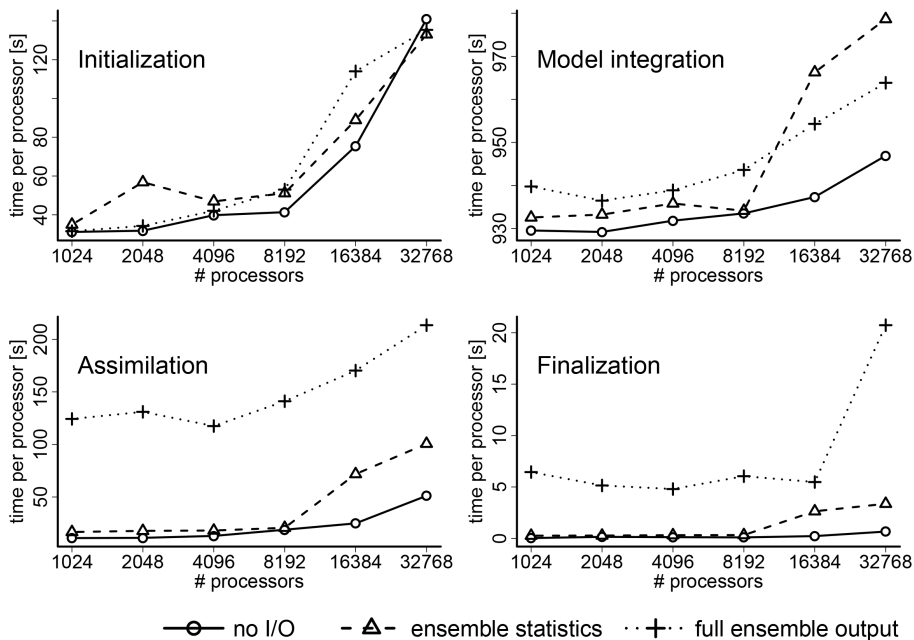 Initialization
time per processor [s]
40 60 80 120
1024 2048 4096 8192 16384 32768
# processors
Model integration
time per processor [s]
930 950 970
1024 2048 4096 8192 16384 32768
# processors
Assimilation
time per processor [s]
50 100 150 200
1024 2048 4096 8192 16384 32768
# processors
Finalization
time per processor [s]
0 5 10 15 20
1024 2048 4096 8192 16384 32768
# processors
no I/O ensemble statistics full ensemble output